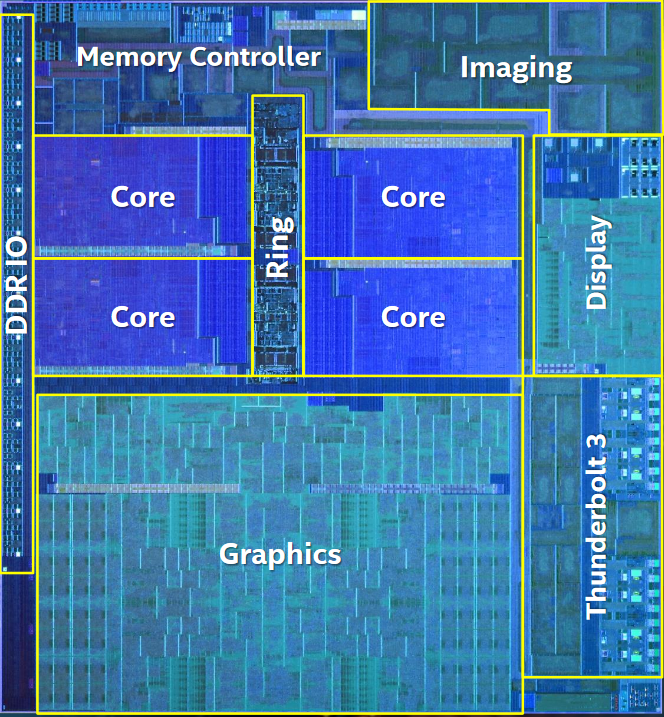 Memory Controller
Imaging
Core
Core
Ring
DDR IO
Display
Core
Core
Graphics
Thunderbolt 3